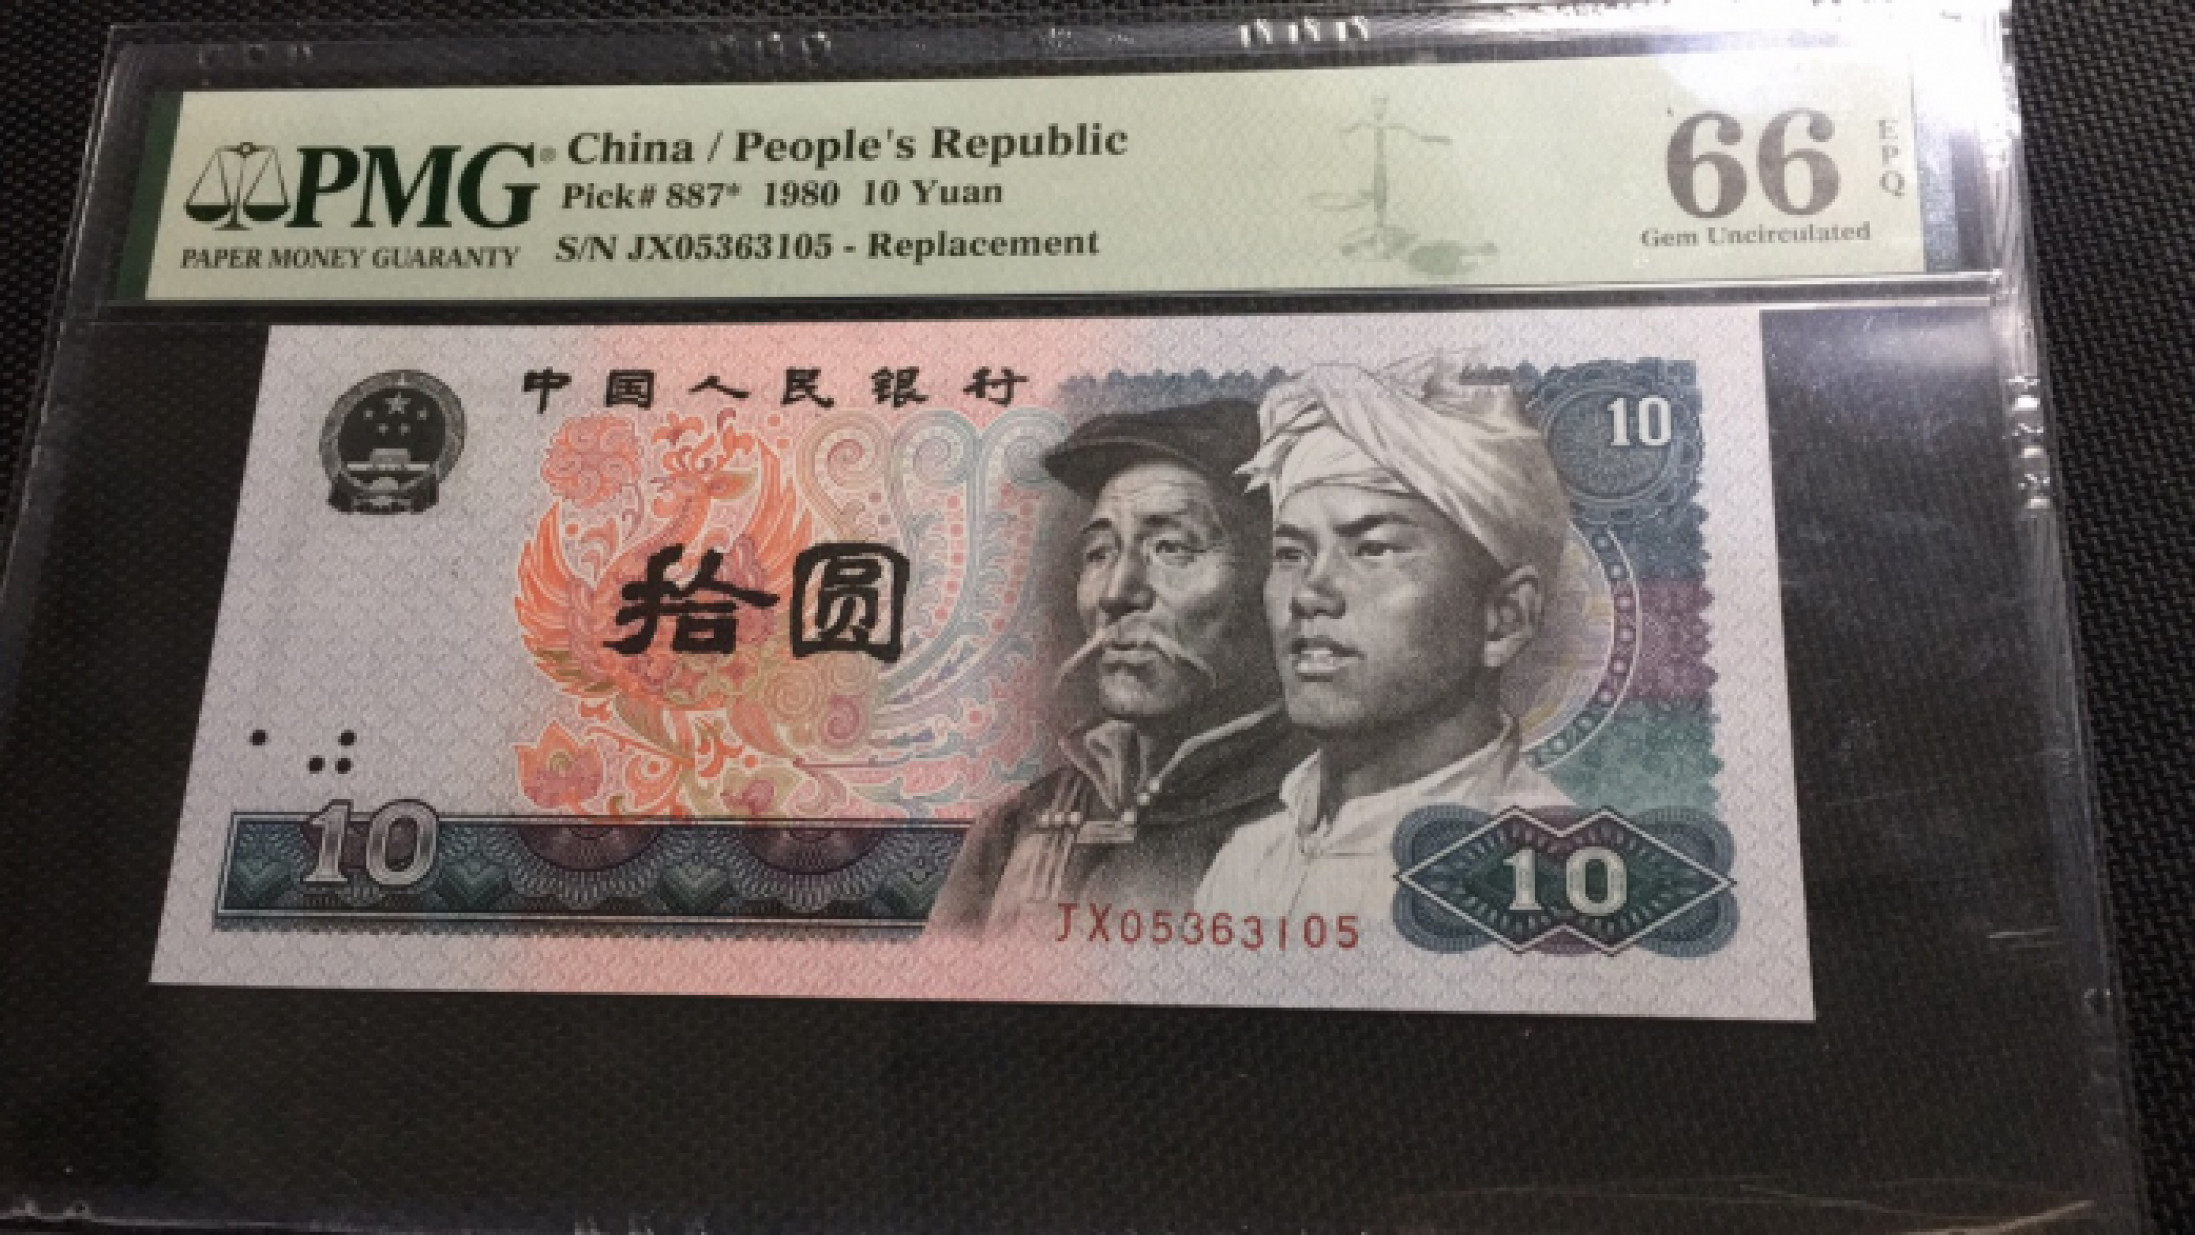 PMG® China / People's Republic
Pick# 887* 1980 10 Yuan
PAPER MONEY GUARANTY
S/N JX05363105 - Replacement
66
EPQ
Gem Uncirculated
中国人民银行
10
拾圆
10
10
JX05363105